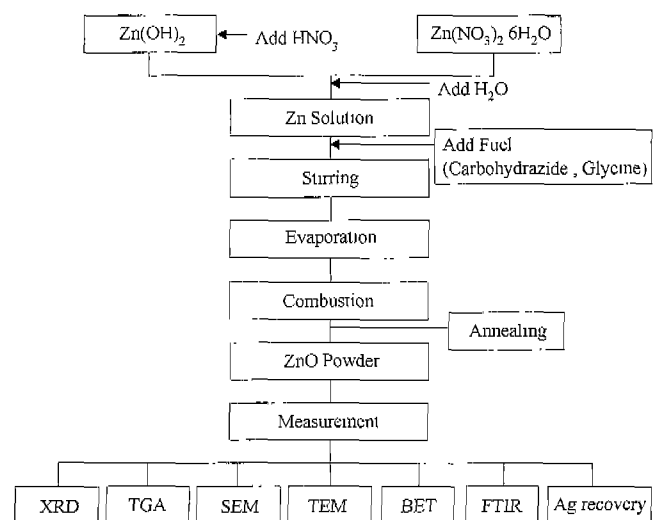 Zn(OH)2
Add HNO3
Zn(NO3)2 6H2O
Add H2O
Zn Solution
Add Fuel
(Carbohydrazide , Glycine)
Stirring
Evaporation
Combustion
Annealing
ZnO Powder
Measurement
XRD
TGA
SEM
TEM
BET
FTIR
Ag recovery